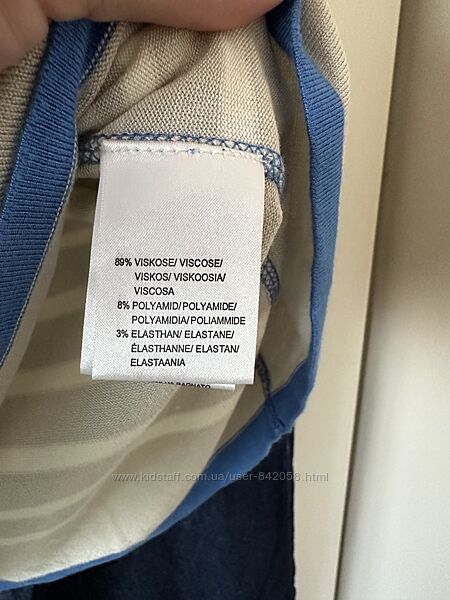 89% VISKOSE/ VISCOSE/
VISKOS/ VISKOOSIA/
VISCOSA
8% POLYAMID/ POLYAMIDE/
POLYAMIDIA/ POLIAMMIDE
3% ELASTHAN/ ELASTANE/
ÉLASTHANNE/ ELASTAN/
ELASTAANIA
www.kidstaff.com.ua/user-842058.html